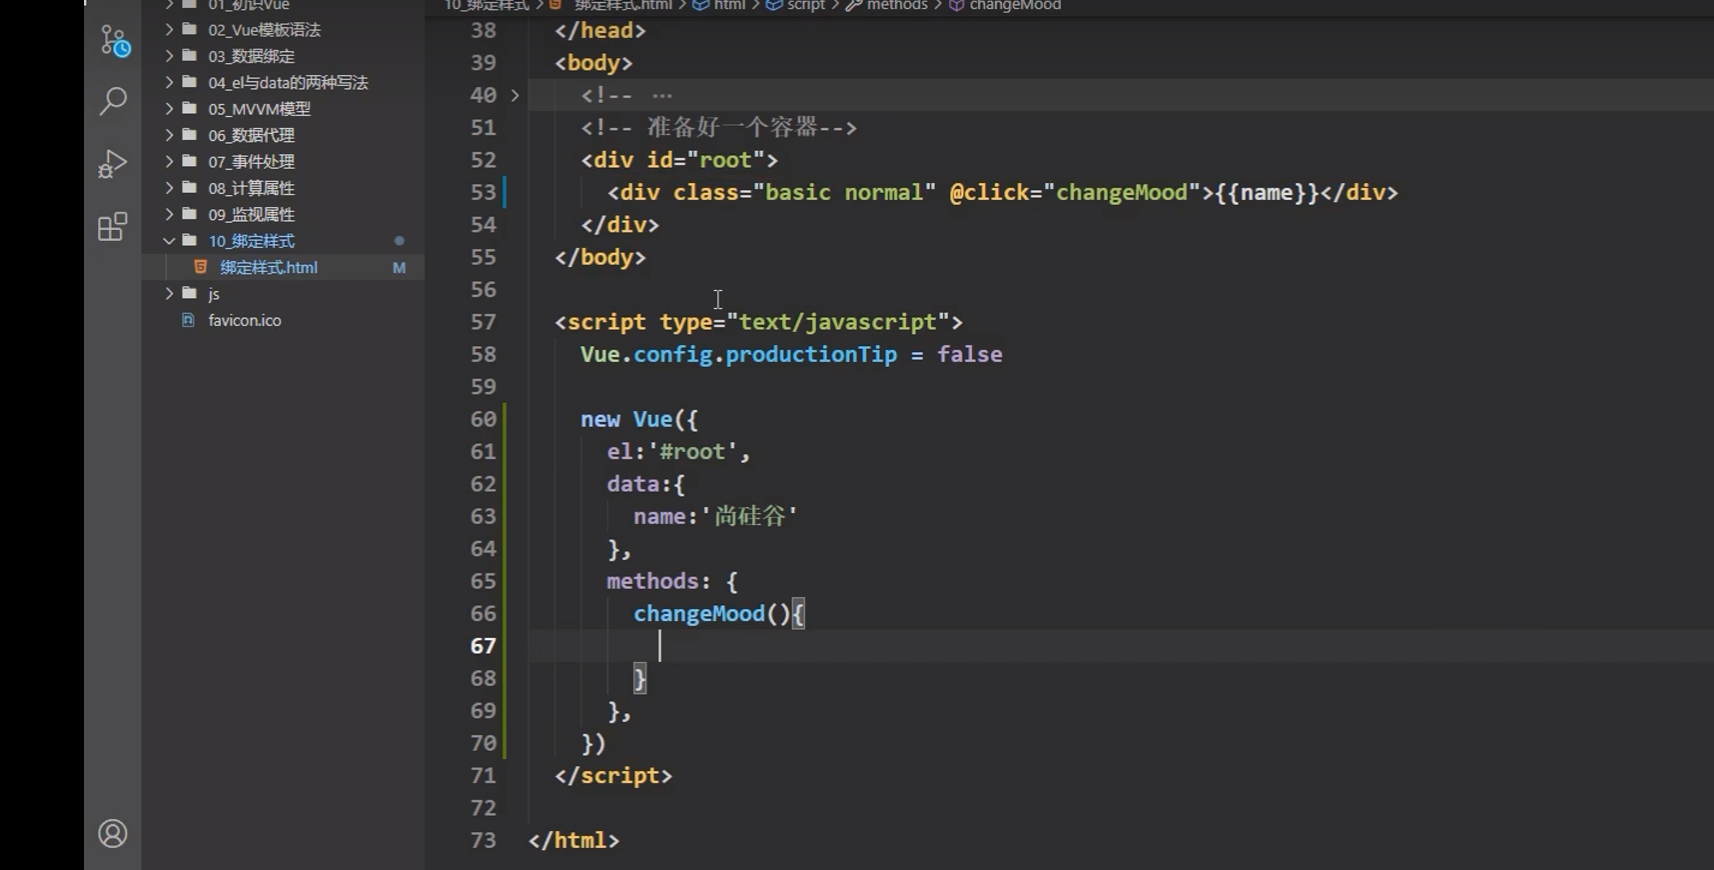 01_初识Vue
02_Vue模板语法
03_数据绑定
04_el与data的两种写法
05_MVVM模型
06_数据代理
07_事件处理
08_计算属性
09_监视属性
10_绑定样式
绑定样式.html M
js
favicon.ico
10_绑定样式 > 绑定样式.html > html > script > methods > changeMood
38 </head>
39 <body>
40 <!-- ···
51 <!-- 准备好一个容器-->
52 <div id="root">
53 <div class="basic normal" @click="changeMood">{{name}}</div>
54 </div>
55 </body>
56
57 <script type="text/javascript">
58 Vue.config.productionTip = false
59
60 new Vue({
61 el:'#root',
62 data:{
63 name:'尚硅谷'
64 },
65 methods: {
66 changeMood(){
67
68 }
69 },
70 })
71 </script>
72
73 </html>